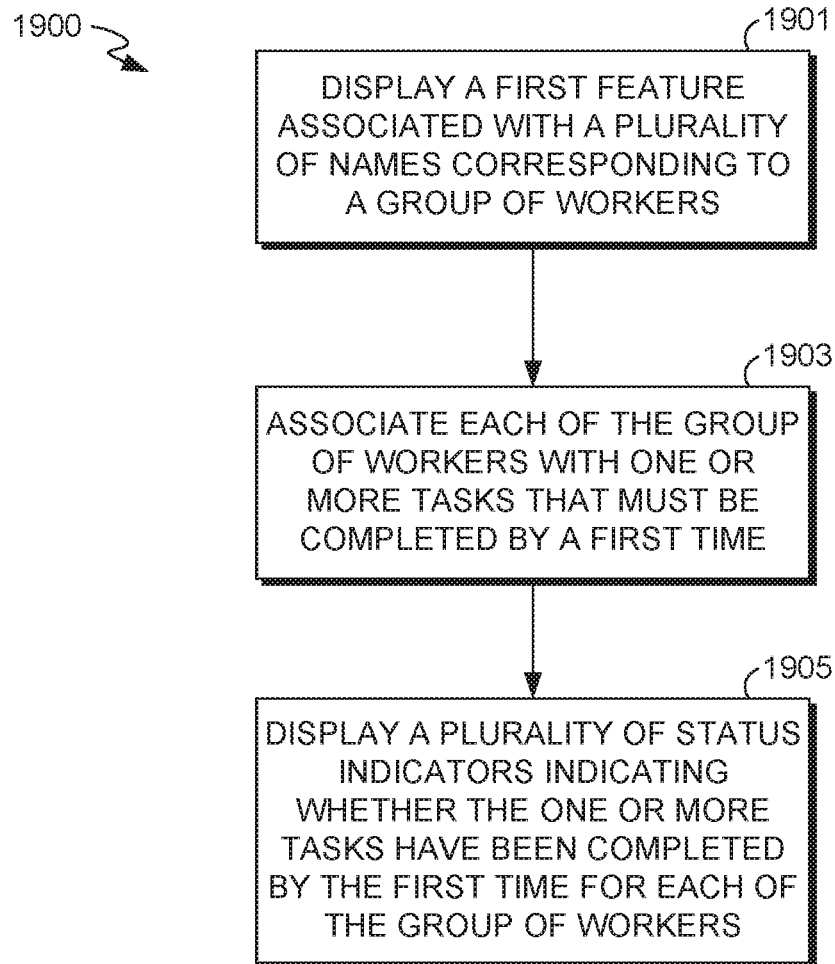 1900
1901
DISPLAY A FIRST FEATURE
ASSOCIATED WITH A PLURALITY
OF NAMES CORRESPONDING TO
A GROUP OF WORKERS
1903
ASSOCIATE EACH OF THE GROUP
OF WORKERS WITH ONE OR
MORE TASKS THAT MUST BE
COMPLETED BY A FIRST TIME
1905
DISPLAY A PLURALITY OF STATUS
INDICATORS INDICATING
WHETHER THE ONE OR MORE
TASKS HAVE BEEN COMPLETED
BY THE FIRST TIME FOR EACH OF
THE GROUP OF WORKERS